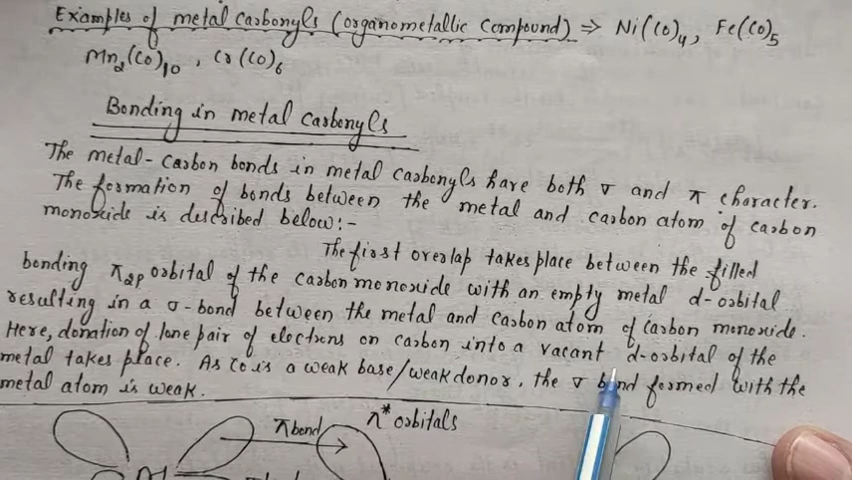 Examples of metal carbonyls (organometallic Compound) ⇒ Ni(CO)4, Fe(CO)5
Mn2(CO)10, Cr(CO)6
Bonding in metal Carbonyls
The metal-carbon bonds in metal carbonyls have both σ and π character.
The formation of bonds between the metal and carbon atom of carbon
monoxide is described below:-
The first overlap takes place between the filled
bonding π2p orbital of the carbon monoxide with an empty metal d-orbital
resulting in a σ-bond between the metal and carbon atom of carbon monoxide.
Here, donation of lone pair of electrons on carbon into a vacant d-orbital of the
metal takes place. As CO is a weak base/weak donor, the σ bond formed with the
metal atom is weak.
π bond π* orbitals